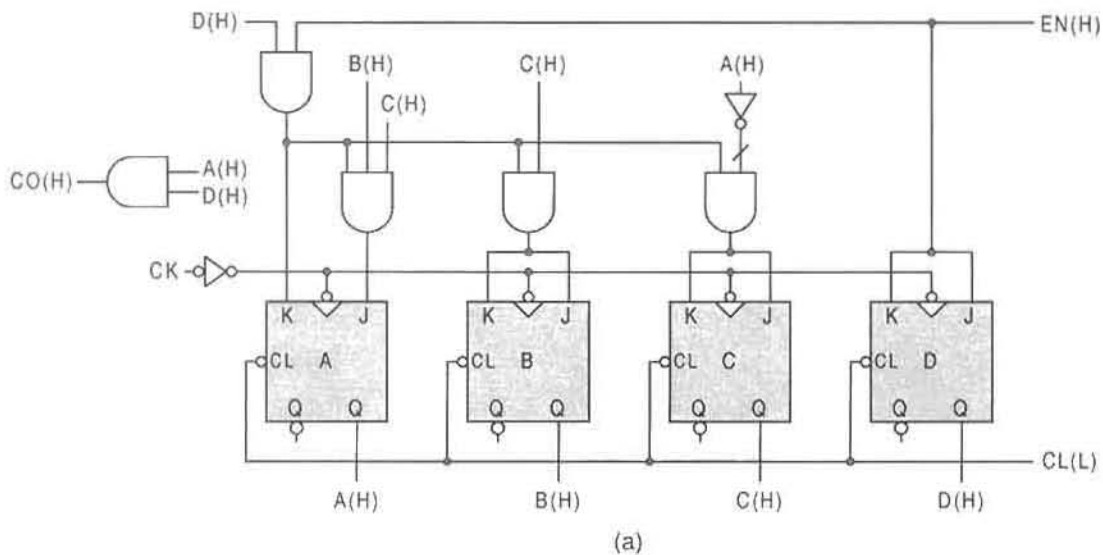 D(H)
EN(H)
B(H)
C(H)
A(H)
C(H)
CO(H)
A(H)
D(H)
CK
K J
K J
K J
K J
CL A
CL B
CL C
CL D
Q Q
Q Q
Q Q
Q Q
CL(L)
A(H)
B(H)
C(H)
D(H)
(a)